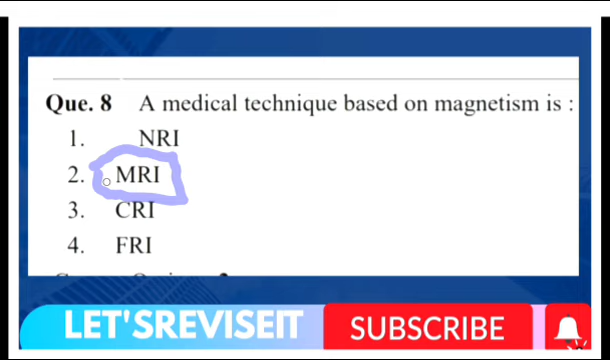 Que. 8 A medical technique based on magnetism is :
1. NRI
2. MRI
3. CRI
4. FRI
LET'SREVISEIT
SUBSCRIBE